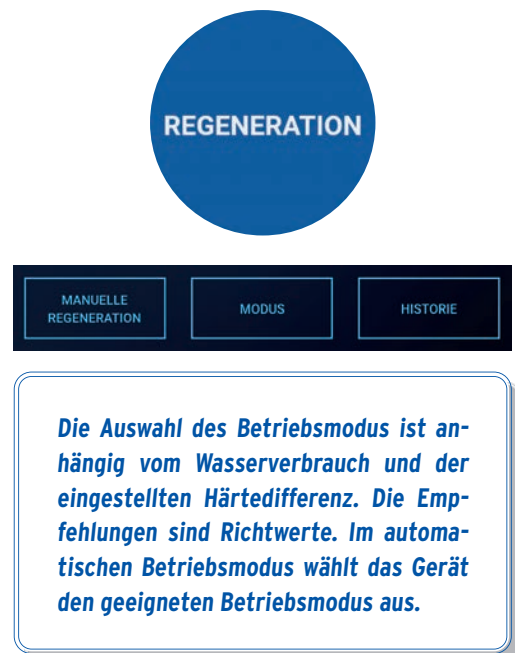 REGENERATION
MANUELLE
REGENERATION
MODUS
HISTORIE
Die Auswahl des Betriebsmodus ist an-
hängig vom Wasserverbrauch und der
eingestellten Härtedifferenz. Die Emp-
fehlungen sind Richtwerte. Im automa-
tischen Betriebsmodus wählt das Gerät
den geeigneten Betriebsmodus aus.